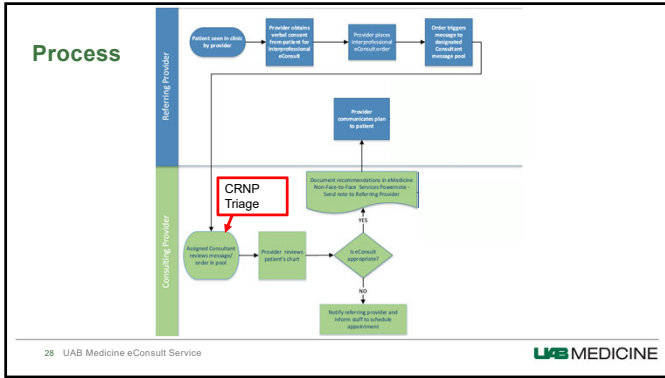 Process
Referring Provider
Patient seen in clinic
by provider
Provider obtains
verbal consent
from patient for
Interprofessional
eConsult
Provider places
Interprofessional
eConsult order
Order triggers
message to
designated
Consultant
message pool
Provider
communicates plan
to patient
Consulting Provider
CRNP
Triage
Document recommendations in eMedicine
Non-Face-to-Face Services Powernote -
Send note to Referring Provider
YES
Assigned Consultant
reviews message/
order in pool
Provider reviews
patient's chart
Is eConsult
appropriate?
NO
Notify referring provider and
inform staff to schedule
appointment
28 UAB Medicine eConsult Service
UAB MEDICINE